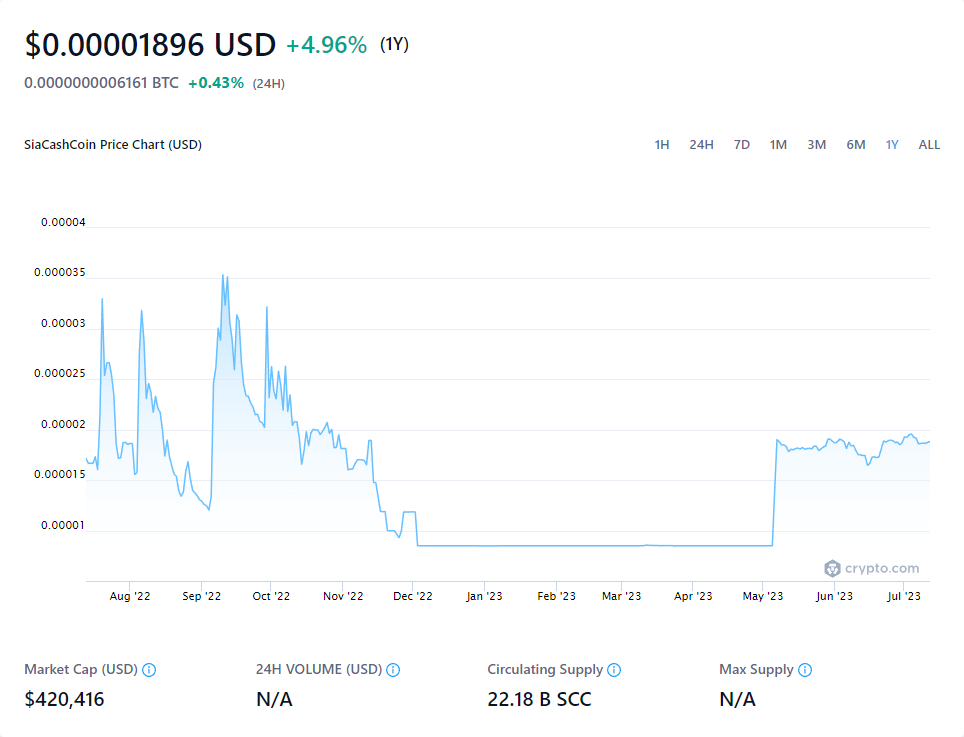 $0.00001896 USD +4.96% (1Y)
0.0000000006161 BTC +0.43% (24H)
SiaCashCoin Price Chart (USD) 1H 24H 7D 1M 3M 6M 1Y ALL
0.00004
0.000035
0.00003
0.000025
0.00002
0.000015
0.00001
crypto.com
Aug '22 Sep '22 Oct '22 Nov '22 Dec '22 Jan '23 Feb '23 Mar '23 Apr '23 May '23 Jun '23 Jul '23
Market Cap (USD) 24H VOLUME (USD) Circulating Supply Max Supply
$420,416 N/A 22.18 B SCC N/A